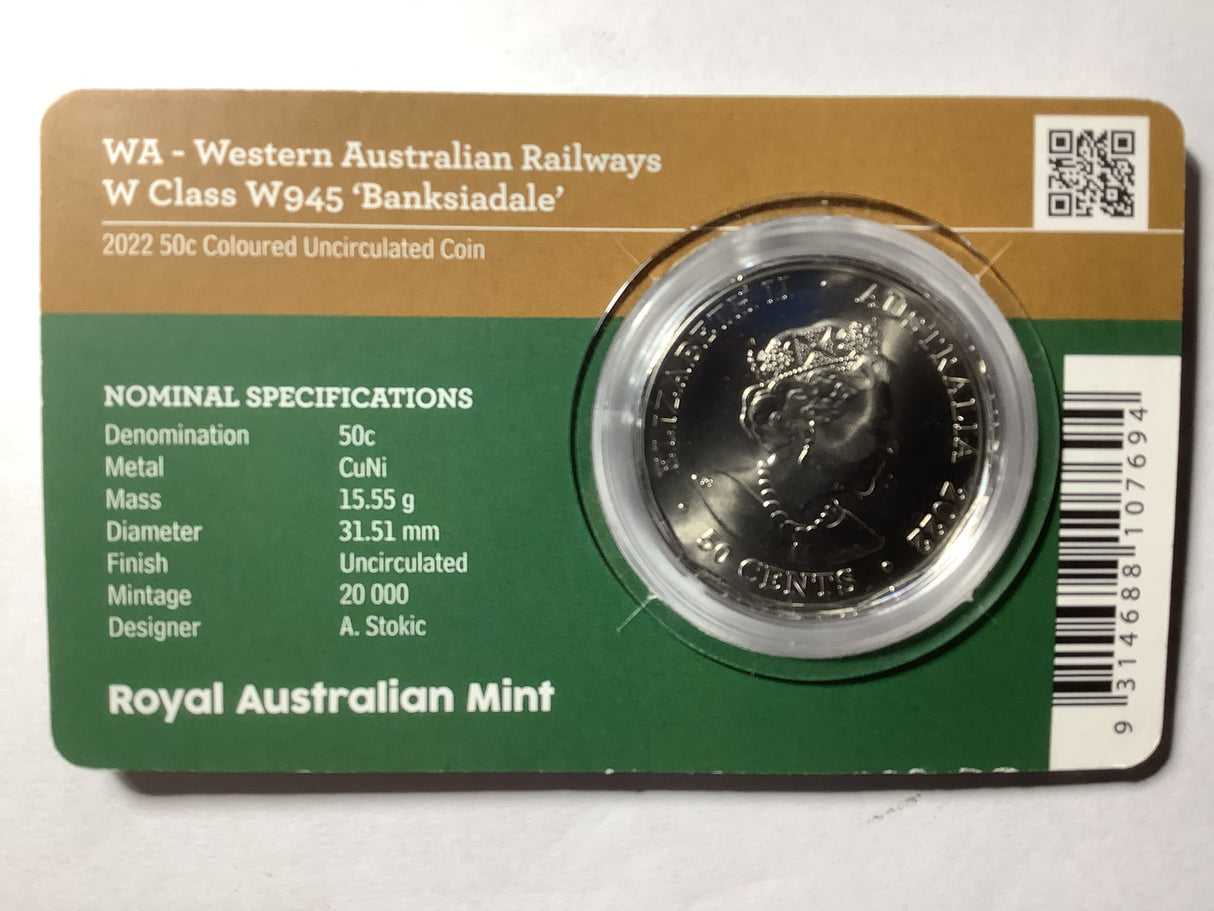 WA - Western Australian Railways
W Class W945 ‘Banksiadale’
2022 50c Coloured Uncirculated Coin
NOMINAL SPECIFICATIONS
Denomination 50c
Metal CuNi
Mass 15.55 g
Diameter 31.51 mm
Finish Uncirculated
Mintage 20 000
Designer A. Stokic
Royal Australian Mint
ELIZABETH II • AUSTRALIA 2022 •
50 CENTS
9 314688 107694